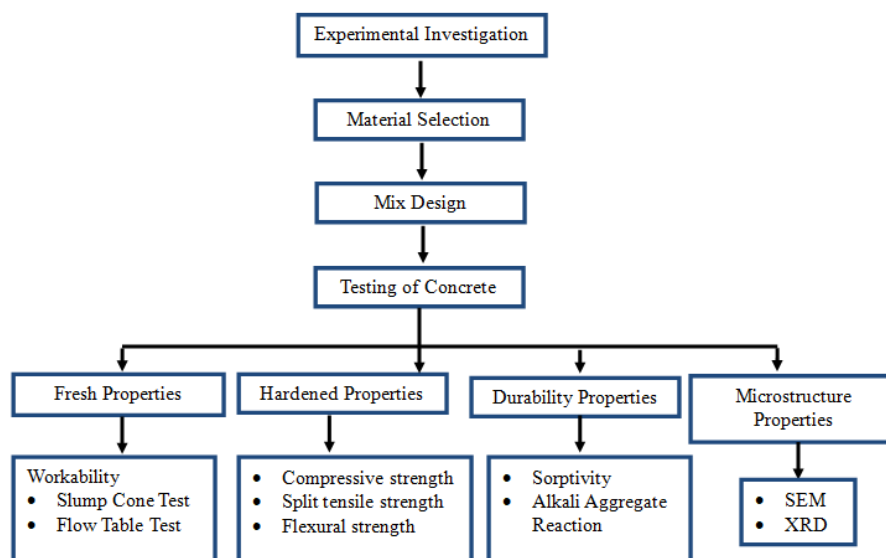 Experimental Investigation
Material Selection
Mix Design
Testing of Concrete
Fresh Properties
Hardened Properties
Durability Properties
Microstructure
Properties
Workability
• Slump Cone Test
• Flow Table Test
• Compressive strength
• Split tensile strength
• Flexural strength
• Sorptivity
• Alkali Aggregate
Reaction
• SEM
• XRD